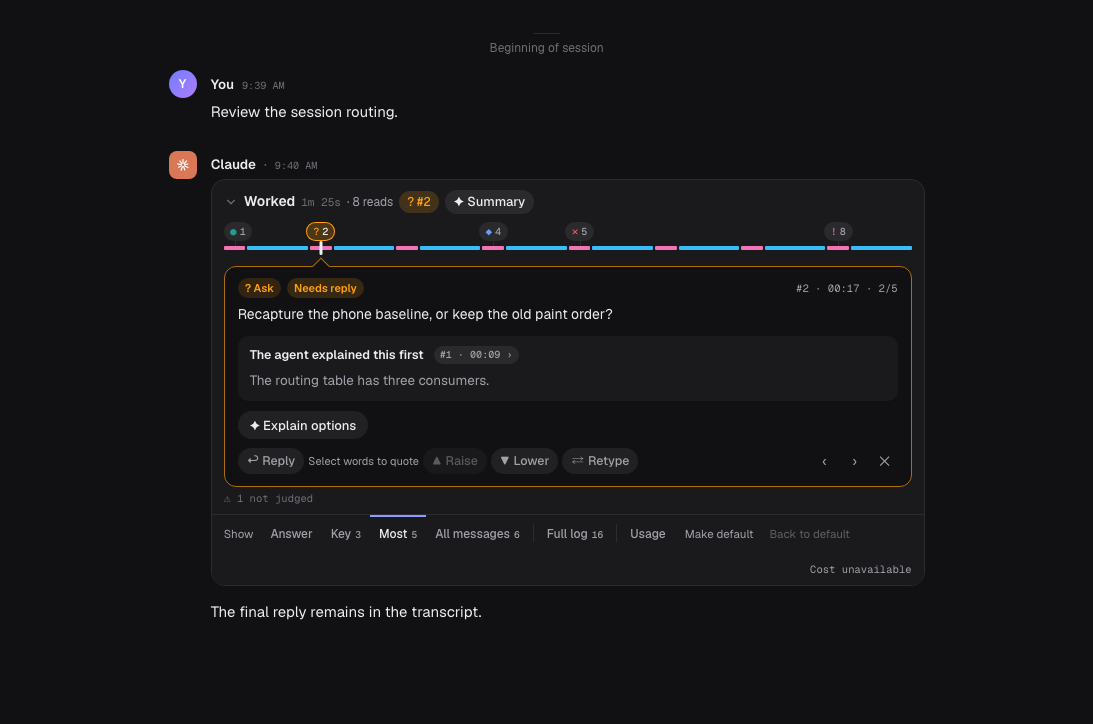 Beginning of session
Y You 9:39 AM
Review the session routing.
Claude · 9:40 AM
Worked 1m 25s · 8 reads ? #2 ✦ Summary
● 1 ? 2 ◆ 4 × 5 ! 8
? Ask Needs reply #2 · 00:17 · 2/5
Recapture the phone baseline, or keep the old paint order?
The agent explained this first #1 · 00:09 ›
The routing table has three consumers.
✦ Explain options
↩ Reply Select words to quote ▲ Raise ▼ Lower ⇄ Retype ‹ › ×
⚠ 1 not judged
Show Answer Key 3 Most 5 All messages 6 Full log 16 Usage Make default Back to default
Cost unavailable
The final reply remains in the transcript.